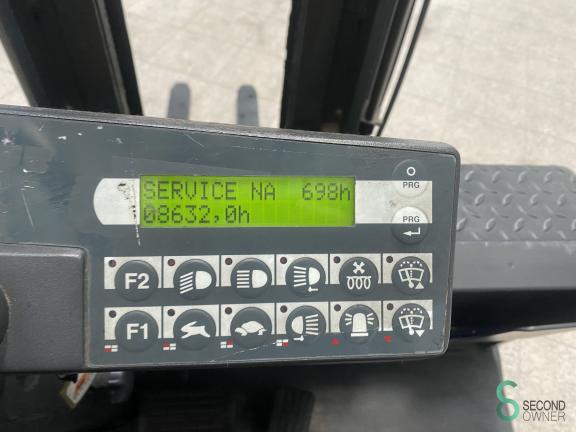 SERVICE NA 698h
08632,0h
PRG
PRG
F2
F1
SECOND
OWNER